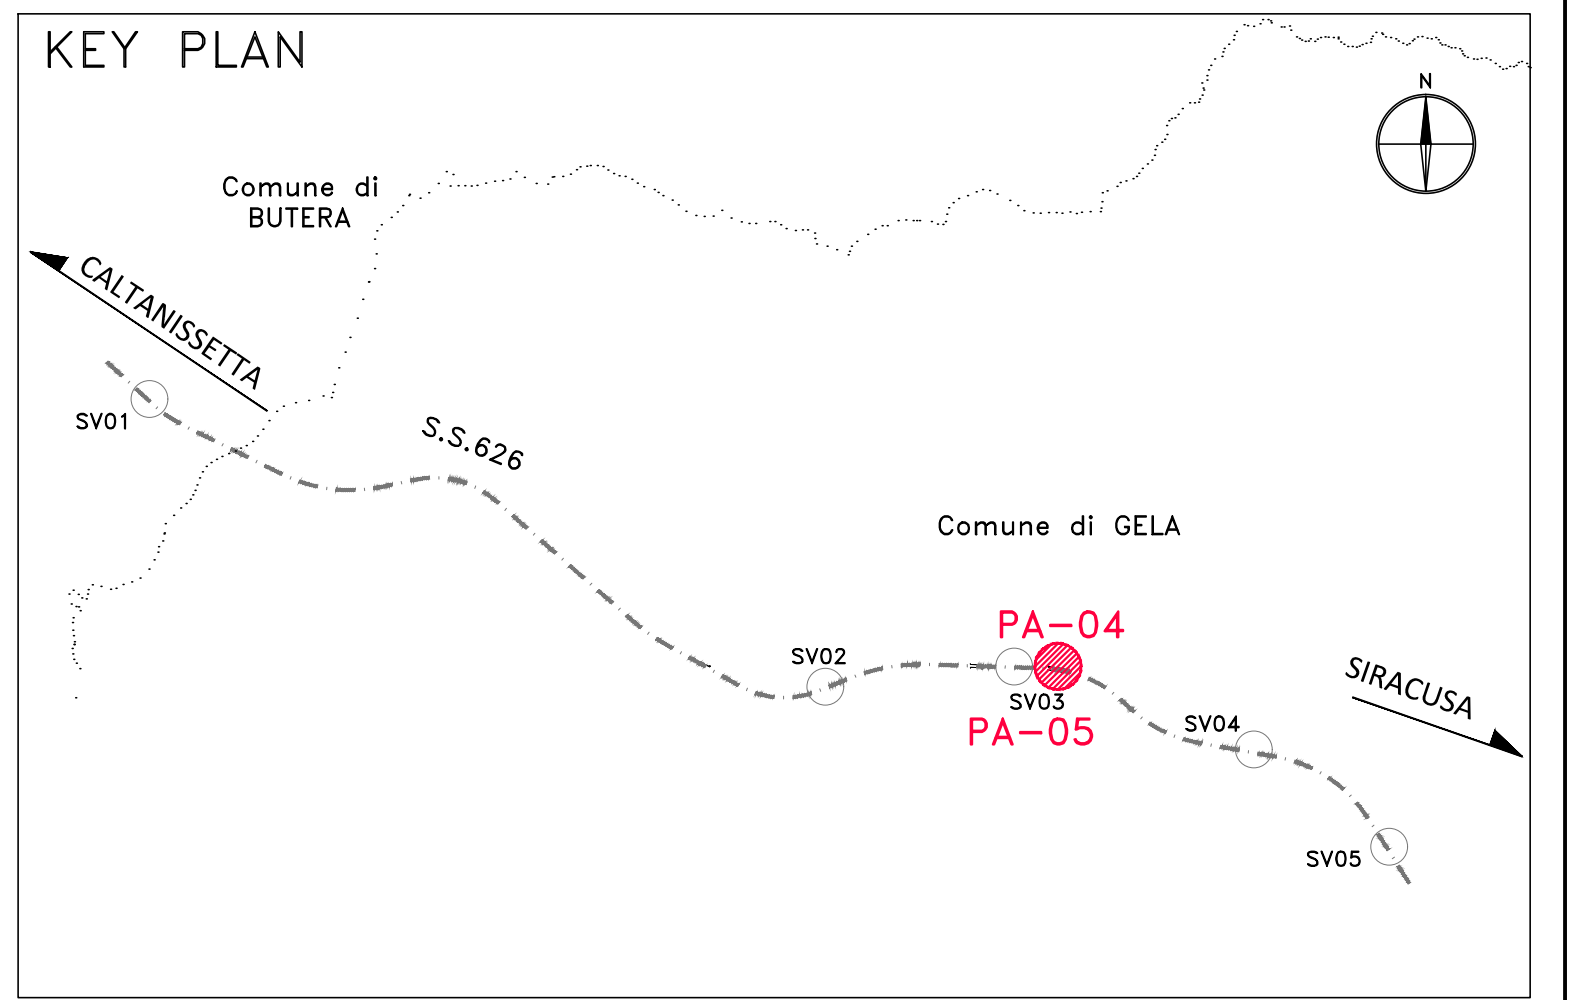 KEY PLAN
N
Comune di
BUTERA
CALTANISSETTA
SV01
S.S.626
Comune di GELA
PA-04
SV02
SV03
PA-05
SIRACUSA
SV04
SV05